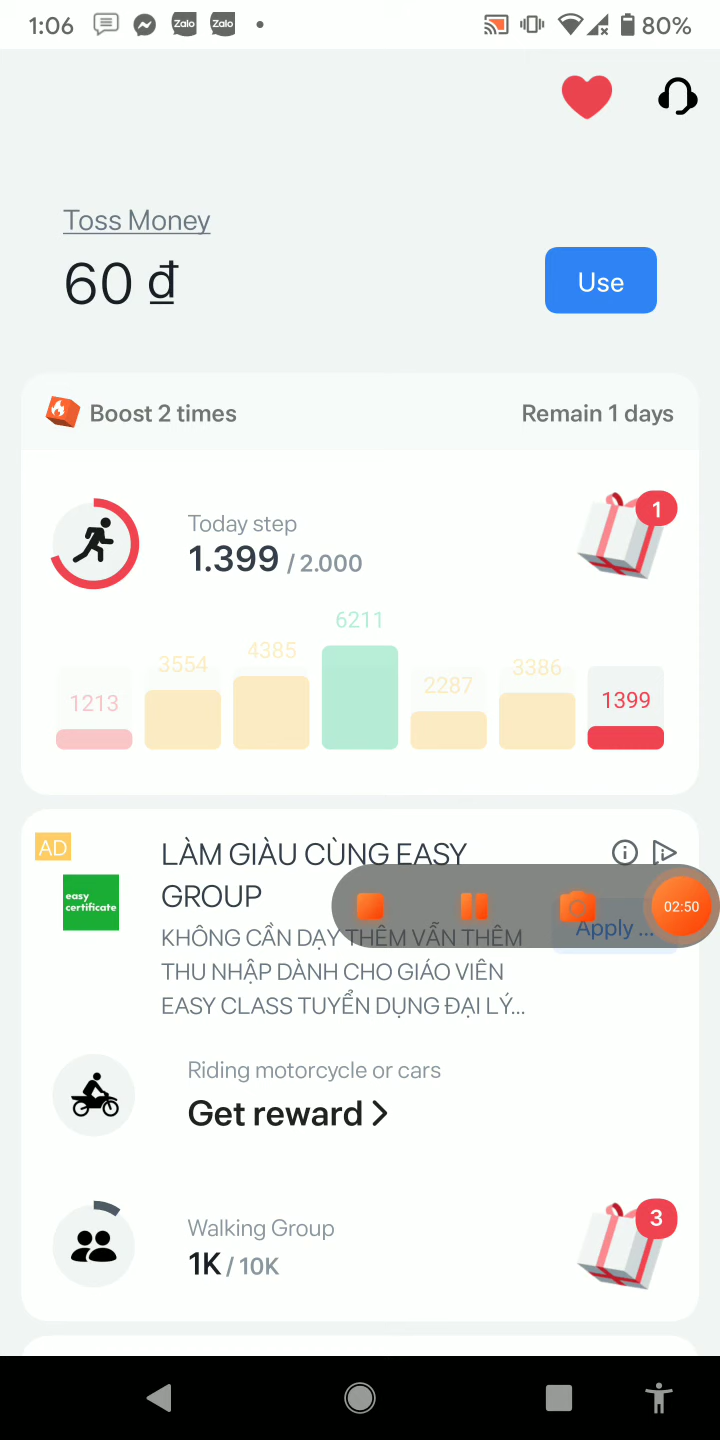 1:06
Zalo
Zalo
80%
Toss Money
60 ₫
Use
Boost 2 times
Remain 1 days
Today step
1.399 / 2.000
1
1213
3554
4385
6211
2287
3386
1399
AD
easy
certificate
LÀM GIÀU CÙNG EASY
GROUP
KHÔNG CẦN DẠY THÊM VẪN THÊM
THU NHẬP DÀNH CHO GIÁO VIÊN
EASY CLASS TUYỂN DỤNG ĐẠI LÝ...
Apply ...
02:50
Riding motorcycle or cars
Get reward
Walking Group
1K / 10K
3